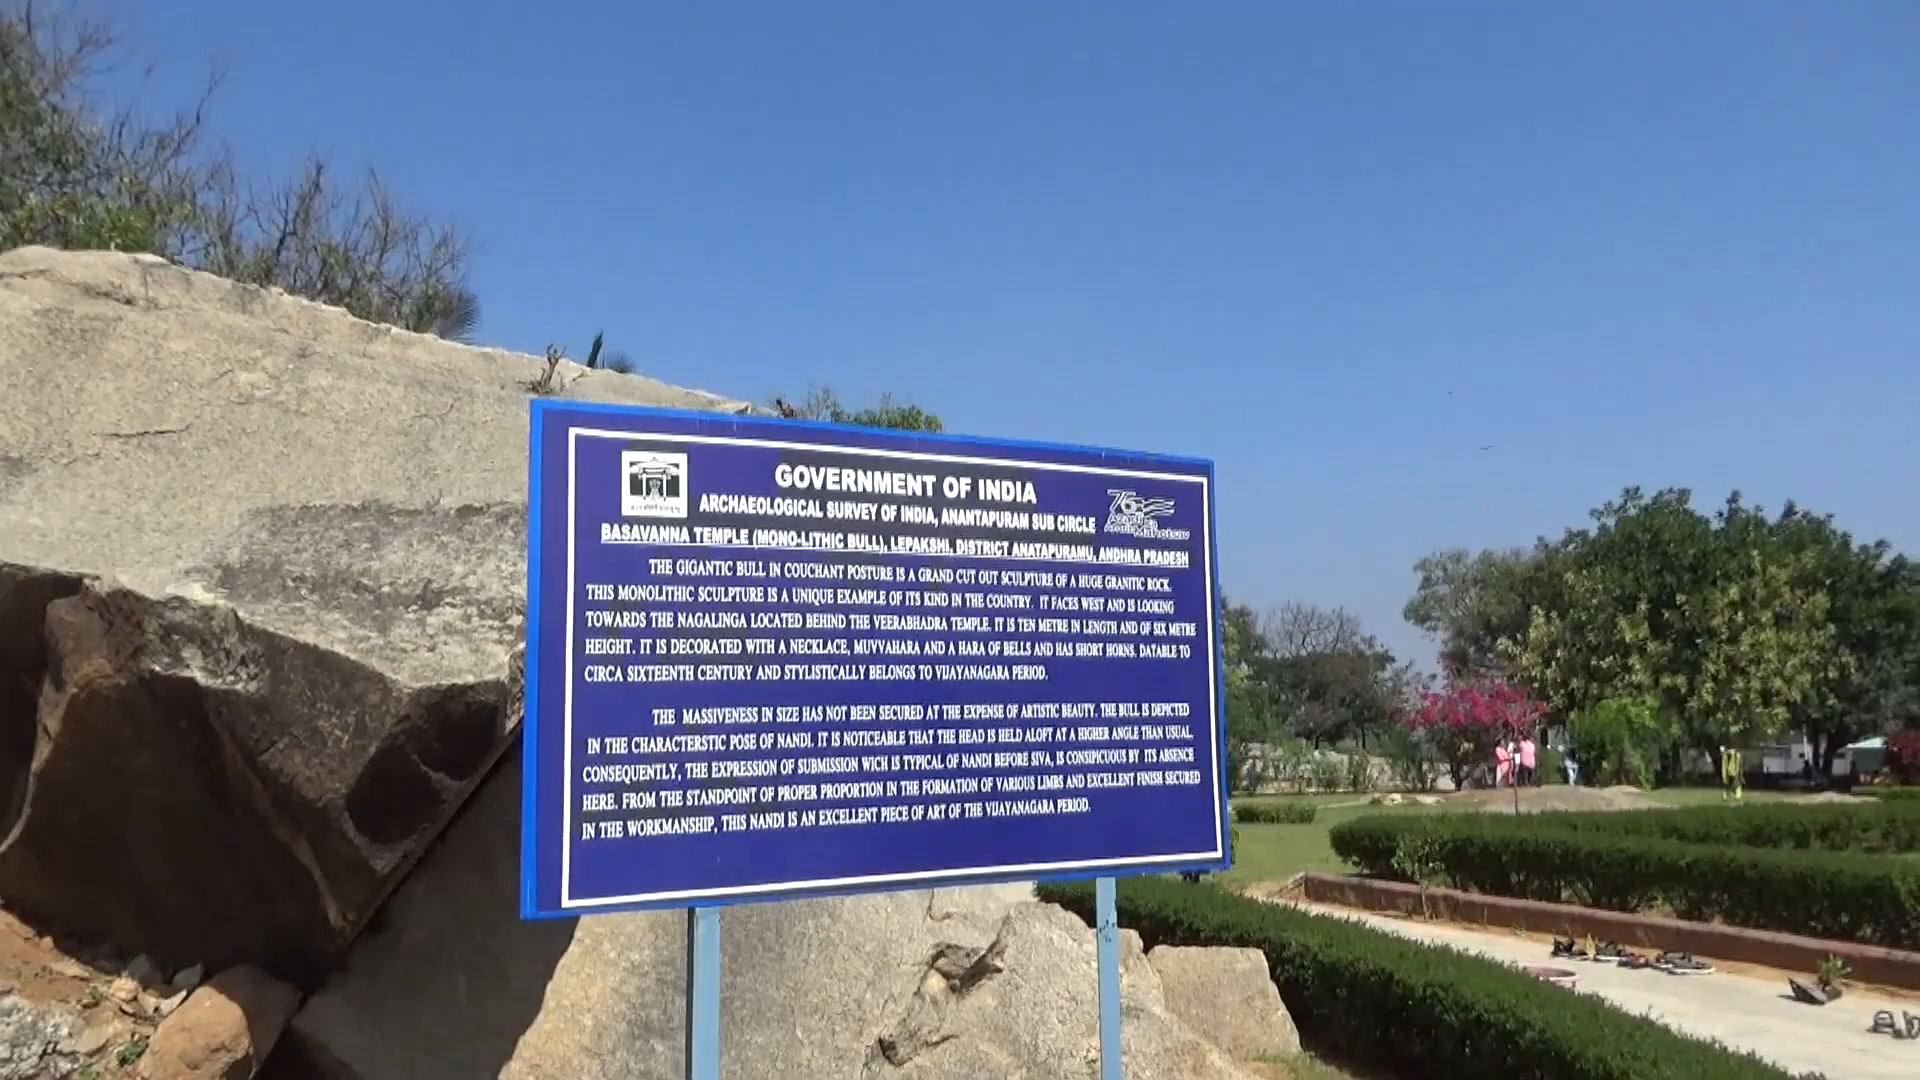 GOVERNMENT OF INDIA
ARCHAEOLOGICAL SURVEY OF INDIA, ANANTAPURAM SUB CIRCLE
76
Azadi Ka
Amrit Mahotsav
BASAVANNA TEMPLE (MONO-LITHIC BULL), LEPAKSHI, DISTRICT ANATAPURAMU, ANDHRA PRADESH
THE GIGANTIC BULL IN COUCHANT POSTURE IS A GRAND CUT OUT SCULPTURE OF A HUGE GRANITIC ROCK.
THIS MONOLITHIC SCULPTURE IS A UNIQUE EXAMPLE OF ITS KIND IN THE COUNTRY. IT FACES WEST AND IS LOOKING
TOWARDS THE NAGALINGA LOCATED BEHIND THE VEERABHADRA TEMPLE. IT IS TEN METRE IN LENGTH AND OF SIX METRE
HEIGHT. IT IS DECORATED WITH A NECKLACE, MUVVAHARA AND A HARA OF BELLS AND HAS SHORT HORNS. DATABLE TO
CIRCA SIXTEENTH CENTURY AND STYLISTICALLY BELONGS TO VIJAYANAGARA PERIOD.
THE MASSIVENESS IN SIZE HAS NOT BEEN SECURED AT THE EXPENSE OF ARTISTIC BEAUTY. THE BULL IS DEPICTED
IN THE CHARACTERSTIC POSE OF NANDI. IT IS NOTICEABLE THAT THE HEAD IS HELD ALOFT AT A HIGHER ANGLE THAN USUAL.
CONSEQUENTLY, THE EXPRESSION OF SUBMISSION WICH IS TYPICAL OF NANDI BEFORE SIVA, IS CONSIPICUOUS BY ITS ABSENCE
HERE. FROM THE STANDPOINT OF PROPER PROPORTION IN THE FORMATION OF VARIOUS LIMBS AND EXCELLENT FINISH SECURED
IN THE WORKMANSHIP, THIS NANDI IS AN EXCELLENT PIECE OF ART OF THE VIJAYANAGARA PERIOD.